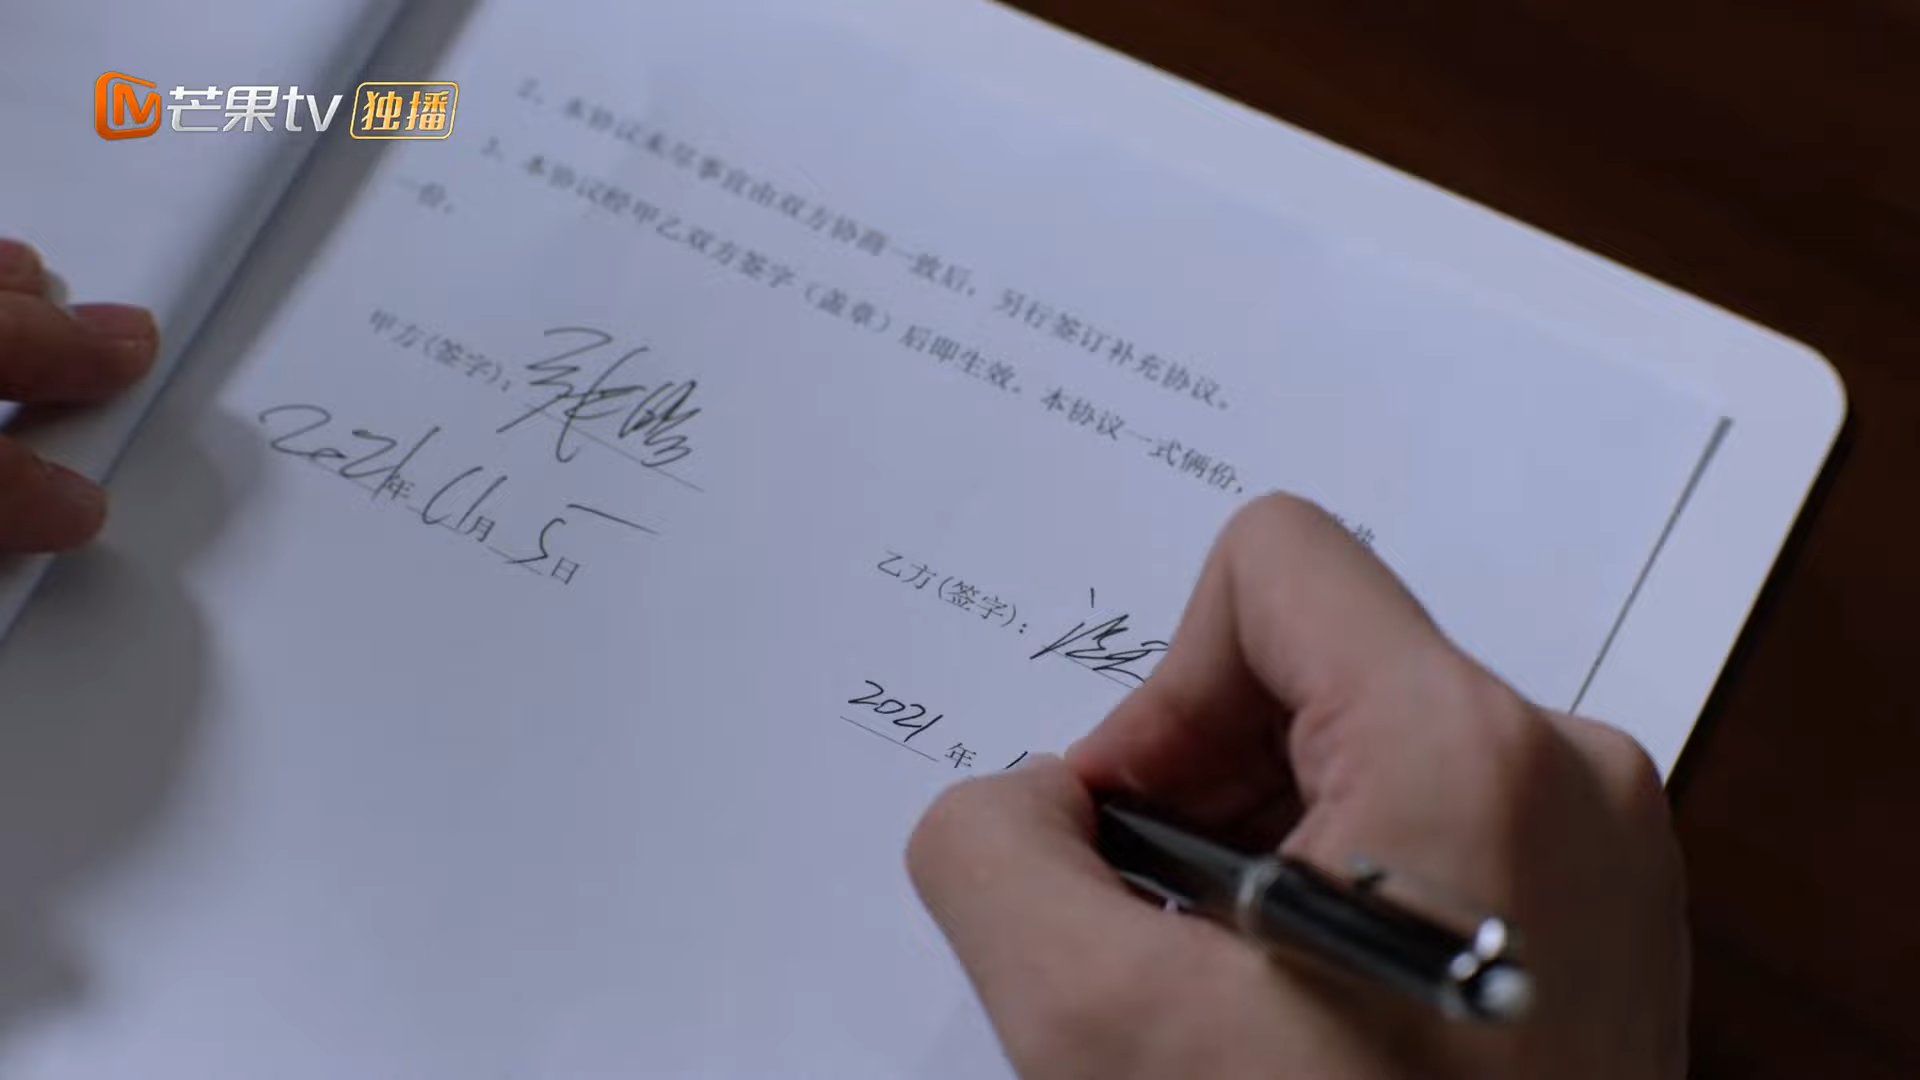 芒果tv 独播
2、本协议未尽事宜由双方协商一致后，另行签订补充协议。
3、本协议经甲乙双方签字（盖章）后即生效。本协议一式俩份，
一份。
甲方(签字)：张鹏
2021年11月5日
乙方(签字)：
2021年1